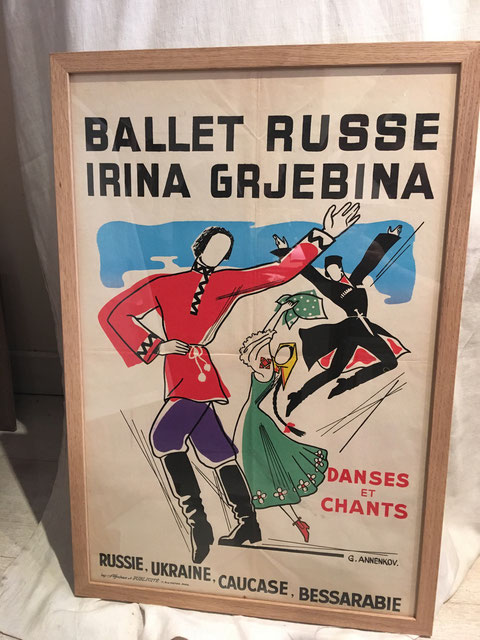 BALLET RUSSE
IRINA GRJEBINA
DANSES
ET
CHANTS
G. ANNENKOV.
RUSSIE, UKRAINE, CAUCASE, BESSARABIE